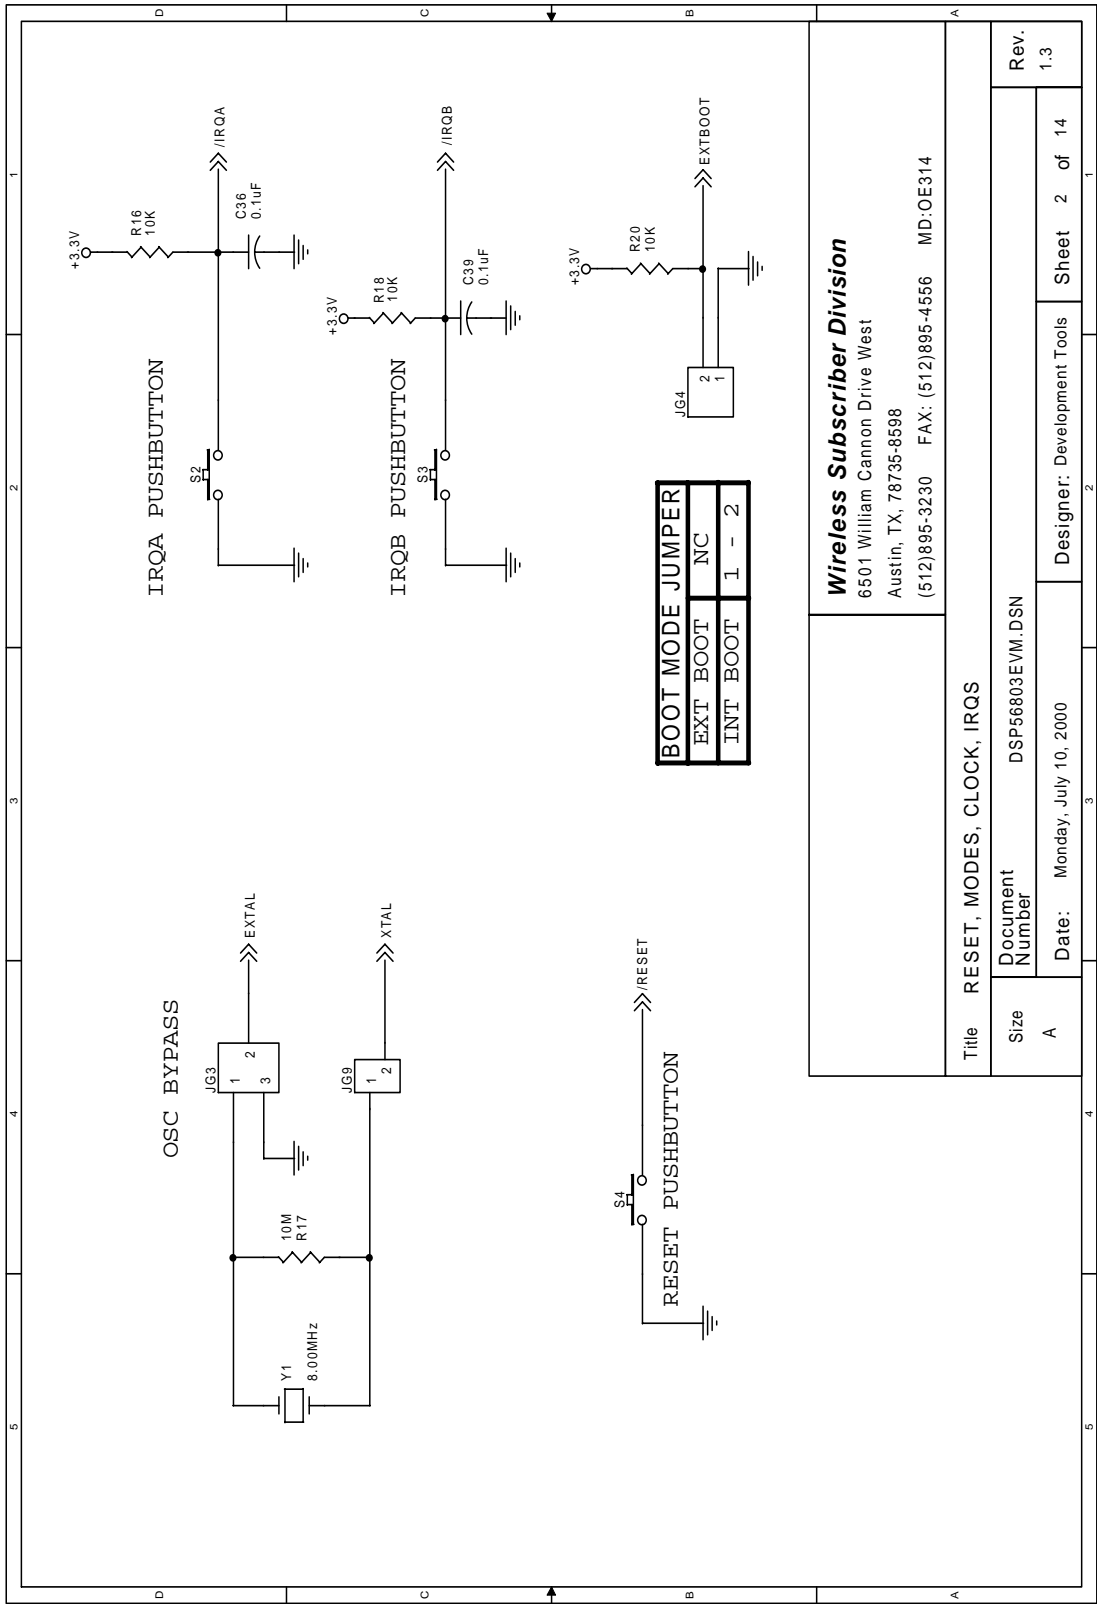 5
4
3
2
1
D
D
C
C
B
B
A
A
OSC BYPASS
JG3
1
2
3
EXTAL
JG9
1
2
XTAL
10M
R17
Y1
8.00MHz
IRQA PUSHBUTTON
S2
+3.3V
R16
10K
/IRQA
C36
0.1uF
IRQB PUSHBUTTON
S3
+3.3V
R18
10K
/IRQB
C39
0.1uF
S4
/RESET
RESET PUSHBUTTON
BOOT MODE JUMPER
EXT BOOT NC
INT BOOT 1 - 2
JG4
2
1
+3.3V
R20
10K
EXTBOOT
Wireless Subscriber Division
6501 William Cannon Drive West
Austin, TX, 78735-8598
(512)895-3230 FAX: (512)895-4556 MD:OE314
Title RESET, MODES, CLOCK, IRQS
Size
A
Document
Number
DSP56803EVM.DSN
Rev.
1.3
Date: Monday, July 10, 2000
Designer: Development Tools
Sheet 2 of 14
5
4
3
2
1